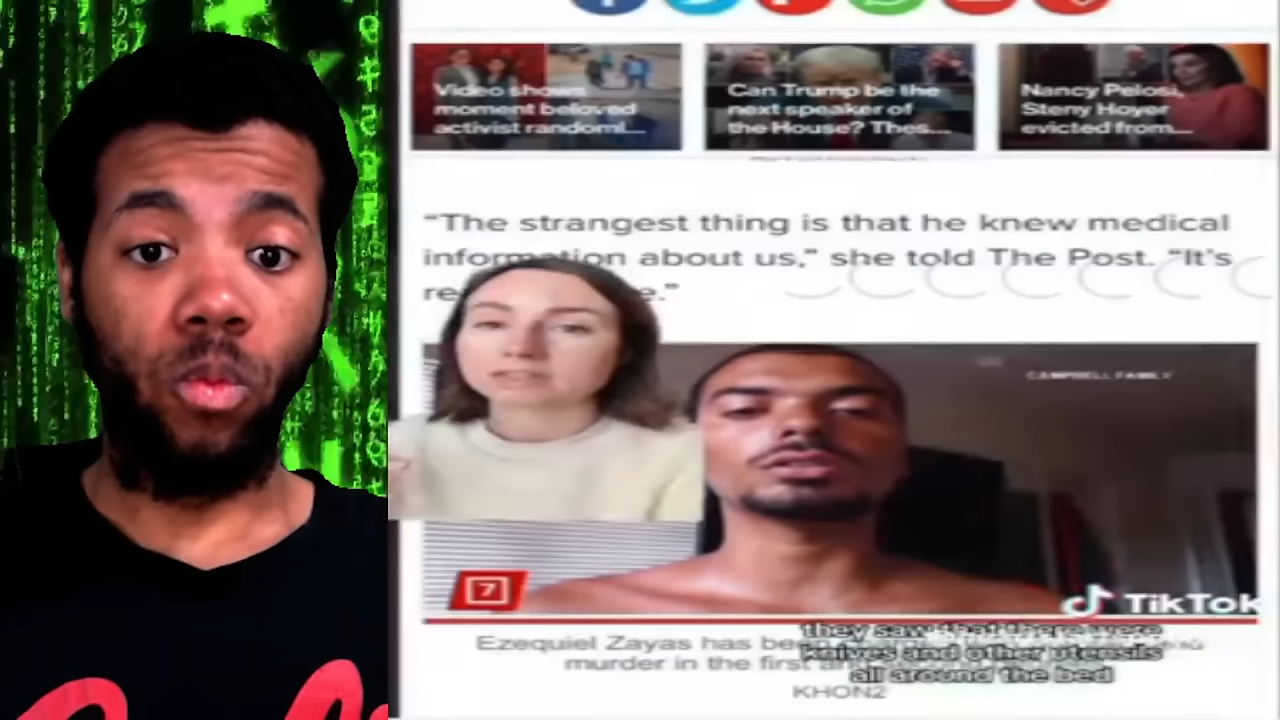 Video shows
moment beloved
activist randoml...
Can Trump be the
next speaker of
the House? Thes...
Nancy Pelosi,
Steny Hoyer
evicted from...
“The strangest thing is that he knew medical
information about us,” she told The Post. “It’s
re e.”
CAMPBELL FAMILY
7
TikTok
they saw that there were
knives and other utensils
all around the bed
Ezequiel Zayas has been
murder in the first an
KHON2